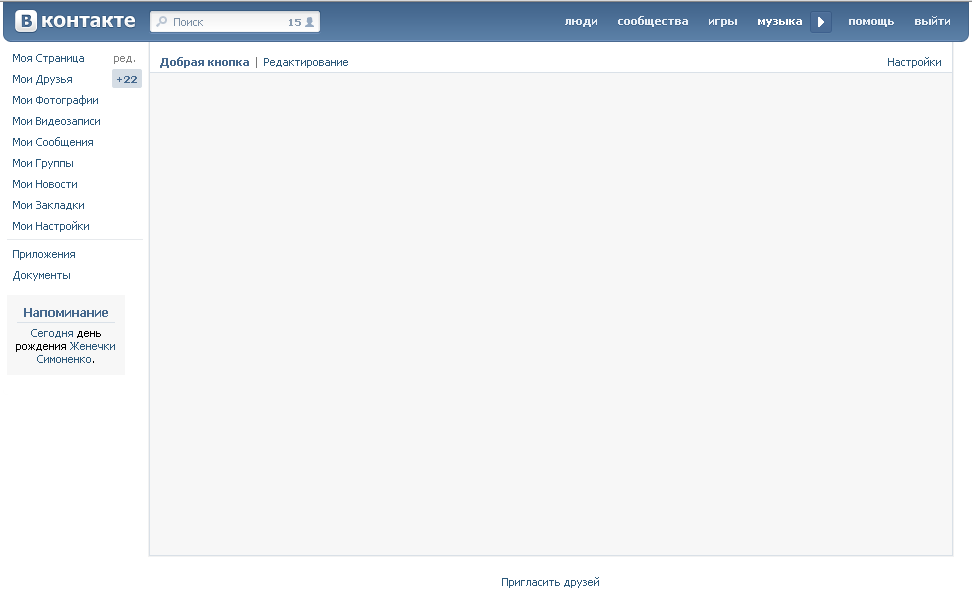 В контакте
Поиск 15
люди сообщества игры музыка помощь выйти
Моя Страница ред.
Мои Друзья +22
Мои Фотографии
Мои Видеозаписи
Мои Сообщения
Мои Группы
Мои Новости
Мои Закладки
Мои Настройки
Приложения
Документы
Напоминание
Сегодня день
рождения Женечки
Симоненко.
Добрая кнопка | Редактирование
Настройки
Пригласить друзей